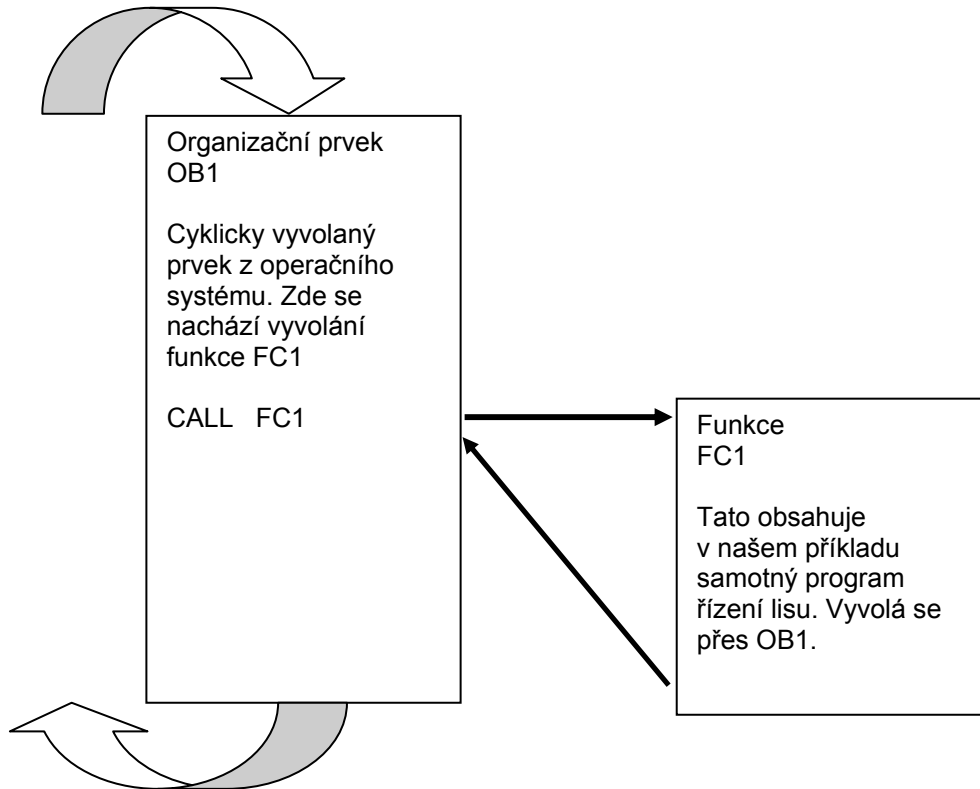 Organizační prvek
OB1
Cyklicky vyvolaný
prvek z operačního
systému. Zde se
nachází vyvolání
funkce FC1
CALL FC1
Funkce
FC1
Tato obsahuje
v našem příkladu
samotný program
řízení lisu. Vyvolá se
přes OB1.